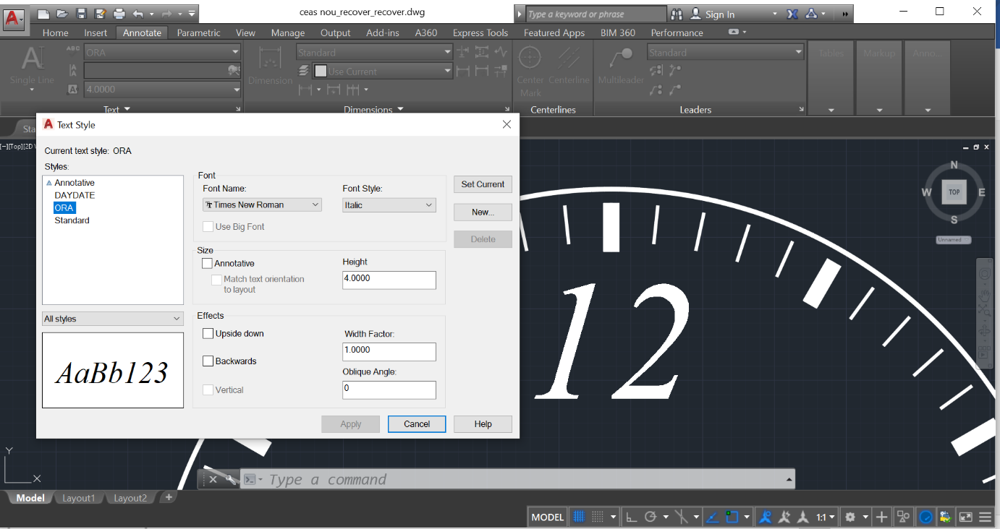 ceas nou_recover_recover.dwg
Type a keyword or phrase
Sign In
Home Insert Annotate Parametric View Manage Output Add-ins A360 Express Tools Featured Apps BIM 360 Performance
ABC
ORA
Standard
Standard
Tables
Markup
Anno...
Single Line
Use Current
Dimension
Center Mark
Centerline
Multileader
4.0000
Text
Dimensions
Centerlines
Leaders
Text Style
Current text style: ORA
Styles:
Annotative
DAYDATE
ORA
Standard
All styles
AaBb123
Font
Font Name:
Times New Roman
Use Big Font
Font Style:
Italic
Size
Annotative
Match text orientation
to layout
Height
4.0000
Effects
Upside down
Backwards
Vertical
Width Factor:
1.0000
Oblique Angle:
0
Set Current
New...
Delete
Apply
Cancel
Help
[−][Top][2D
12
N
W TOP E
S
Unnamed
Y
X
Type a command
Model Layout1 Layout2 +
MODEL
1:1